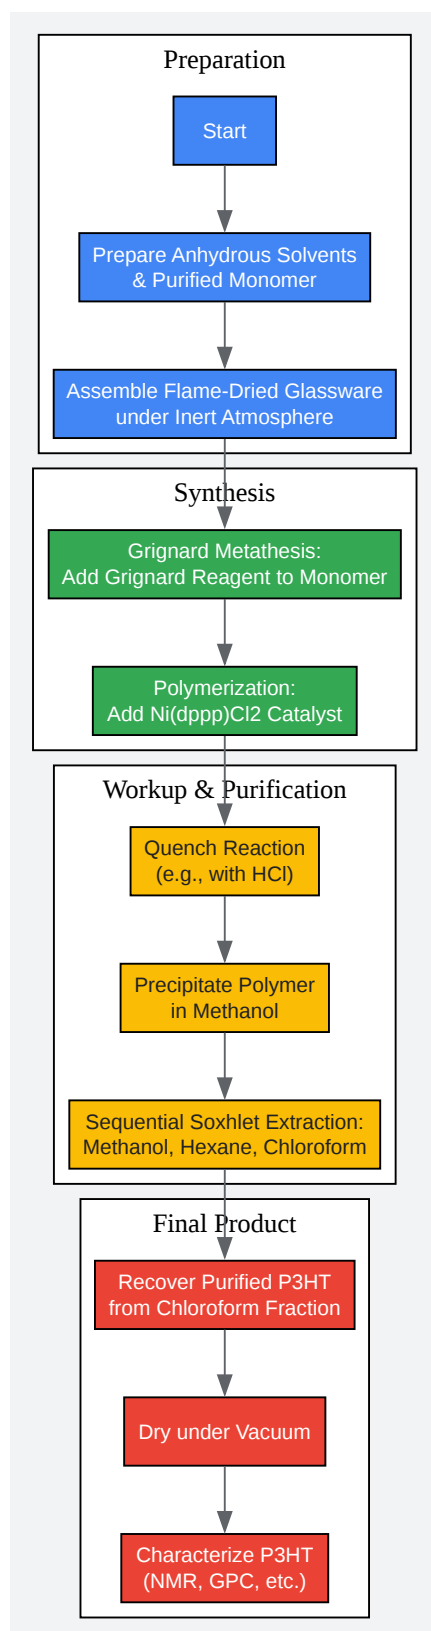 Preparation
Start
Prepare Anhydrous Solvents
& Purified Monomer
Assemble Flame-Dried Glassware
under Inert Atmosphere
Synthesis
Grignard Metathesis:
Add Grignard Reagent to Monomer
Polymerization:
Add Ni(dppp)Cl2 Catalyst
Workup & Purification
Quench Reaction
(e.g., with HCl)
Precipitate Polymer
in Methanol
Sequential Soxhlet Extraction:
Methanol, Hexane, Chloroform
Final Product
Recover Purified P3HT
from Chloroform Fraction
Dry under Vacuum
Characterize P3HT
(NMR, GPC, etc.)